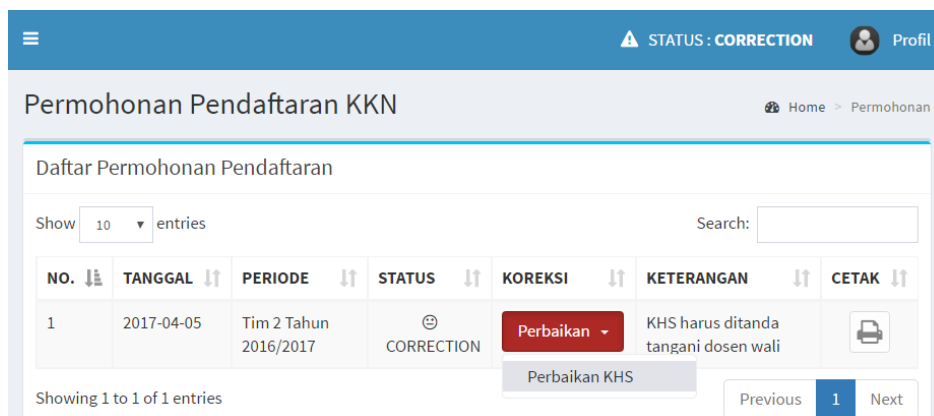 STATUS : CORRECTION Profil
Permohonan Pendaftaran KKN
Home > Permohonan
Daftar Permohonan Pendaftaran
Show 10 entries
Search:
NO. TANGGAL PERIODE STATUS KOREKSI KETERANGAN CETAK
1 2017-04-05 Tim 2 Tahun 2016/2017 CORRECTION Perbaikan KHS harus ditanda tangani dosen wali
Perbaikan KHS
Showing 1 to 1 of 1 entries
Previous 1 Next